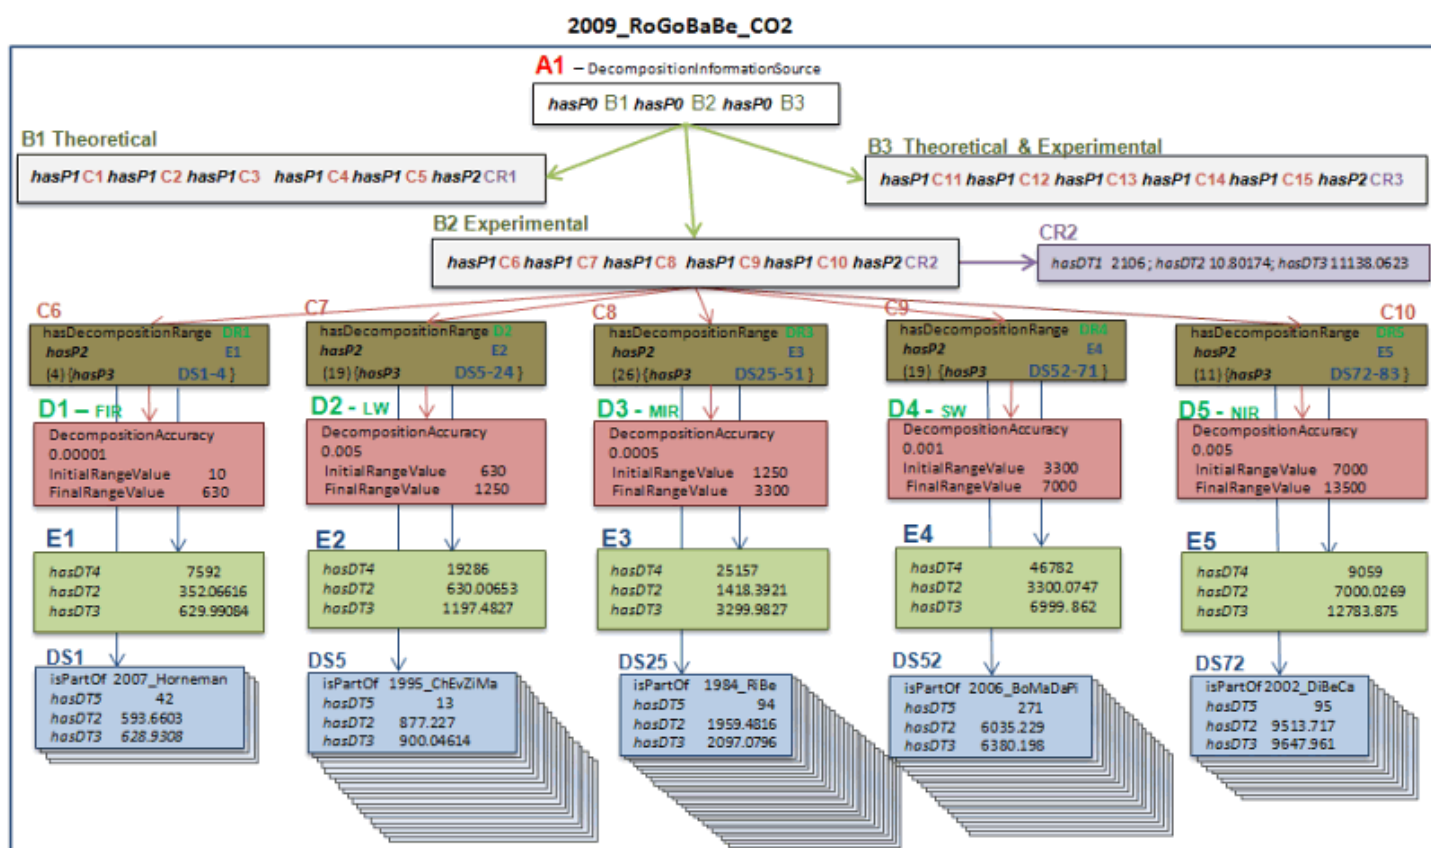 2009_RoGoBaBe_CO2
A1 – DecompositionInformationSource
hasP0 B1 hasP0 B2 hasP0 B3
B1 Theoretical
hasP1 C1 hasP1 C2 hasP1 C3 hasP1 C4 hasP1 C5 hasP2 CR1
B3 Theoretical & Experimental
hasP1 C11 hasP1 C12 hasP1 C13 hasP1 C14 hasP1 C15 hasP2 CR3
B2 Experimental
hasP1 C6 hasP1 C7 hasP1 C8 hasP1 C9 hasP1 C10 hasP2 CR2
CR2
hasDT1 2106; hasDT2 10.80174; hasDT3 11138.0623
C6
hasDecompositionRange DR1
hasP2 E1
(4) {hasP3 DS1-4 }
C7
hasDecompositionRange D2
hasP2 E2
(19) {hasP3 DS5-24 }
C8
hasDecompositionRange DR3
hasP2 E3
(26) {hasP3 DS25-51 }
C9
hasDecompositionRange DR4
hasP2 E4
(19) {hasP3 DS52-71 }
C10
hasDecompositionRange DR5
hasP2 E5
(11) {hasP3 DS72-83 }
D1 – FIR
DecompositionAccuracy
0.00001
InitialRangeValue 10
FinalRangeValue 630
D2 - LW
DecompositionAccuracy
0.005
InitialRangeValue 630
FinalRangeValue 1250
D3 - MIR
DecompositionAccuracy
0.0005
InitialRangeValue 1250
FinalRangeValue 3300
D4 - SW
DecompositionAccuracy
0.001
InitialRangeValue 3300
FinalRangeValue 7000
D5 - NIR
DecompositionAccuracy
0.005
InitialRangeValue 7000
FinalRangeValue 13500
E1
hasDT4 7592
hasDT2 352.06616
hasDT3 629.99084
E2
hasDT4 19286
hasDT2 630.00653
hasDT3 1197.4827
E3
hasDT4 25157
hasDT2 1418.3921
hasDT3 3299.9827
E4
hasDT4 46782
hasDT2 3300.0747
hasDT3 6999.862
E5
hasDT4 9059
hasDT2 7000.0269
hasDT3 12783.875
DS1
isPartOf 2007_Horneman
hasDT5 42
hasDT2 593.6603
hasDT3 628.9308
DS5
isPartOf 1995_ChEvZiMa
hasDT5 13
hasDT2 877.227
hasDT3 900.04614
DS25
isPartOf 1984_RiBe
hasDT5 94
hasDT2 1959.4816
hasDT3 2097.0796
DS52
isPartOf 2006_BoMaDaPl
hasDT5 271
hasDT2 6035.229
hasDT3 6380.198
DS72
isPartOf 2002_DiBeCa
hasDT5 95
hasDT2 9513.717
hasDT3 9647.961